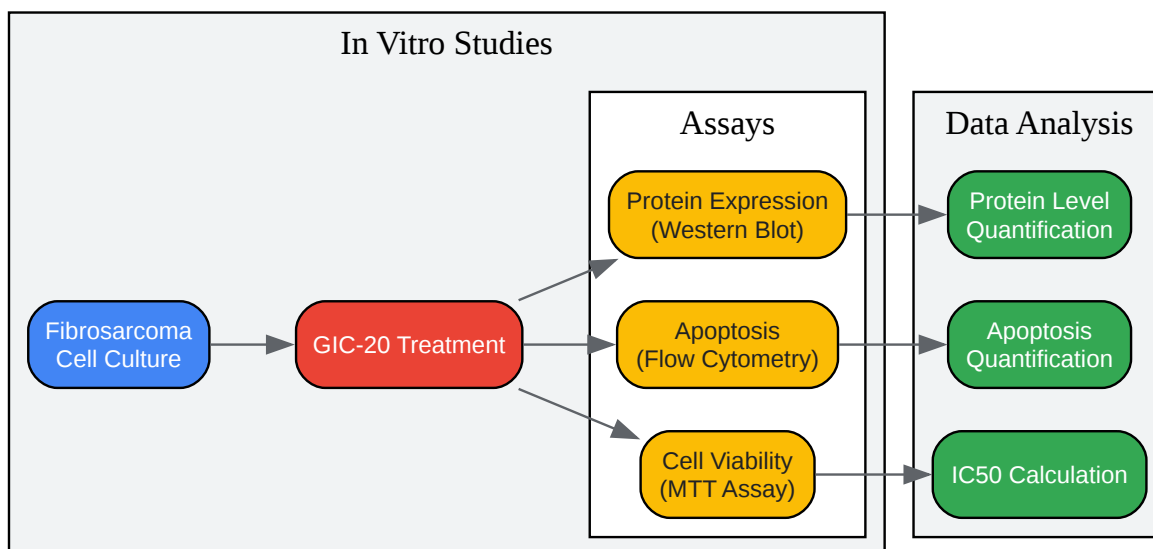 In Vitro Studies
Assays
Data Analysis
Protein Expression
(Western Blot)
Protein Level
Quantification
Fibrosarcoma
Cell Culture
GIC-20 Treatment
Apoptosis
(Flow Cytometry)
Apoptosis
Quantification
Cell Viability
(MTT Assay)
IC50 Calculation